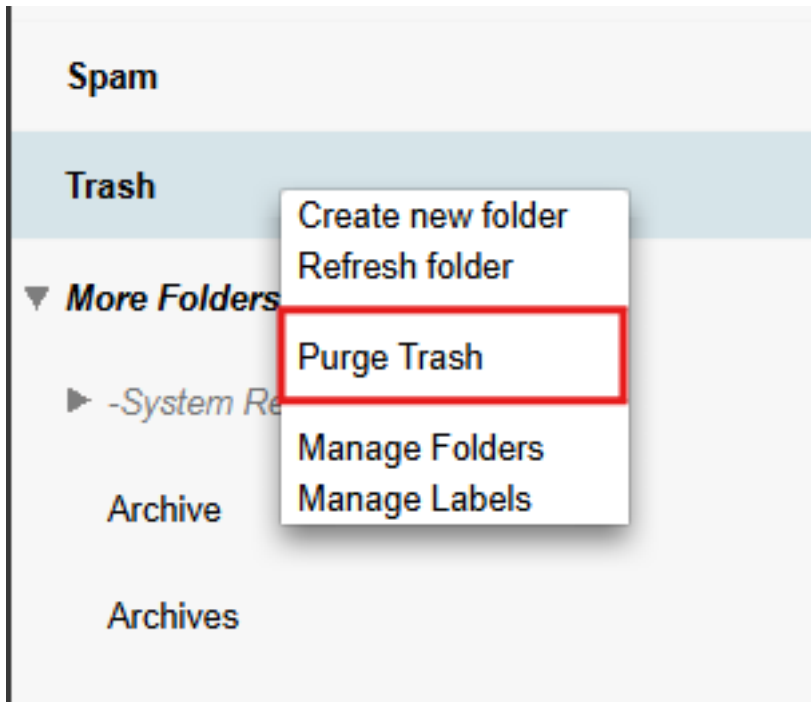 Spam
Trash
Create new folder
Refresh folder
More Folders
Purge Trash
-System Re
Manage Folders
Manage Labels
Archive
Archives